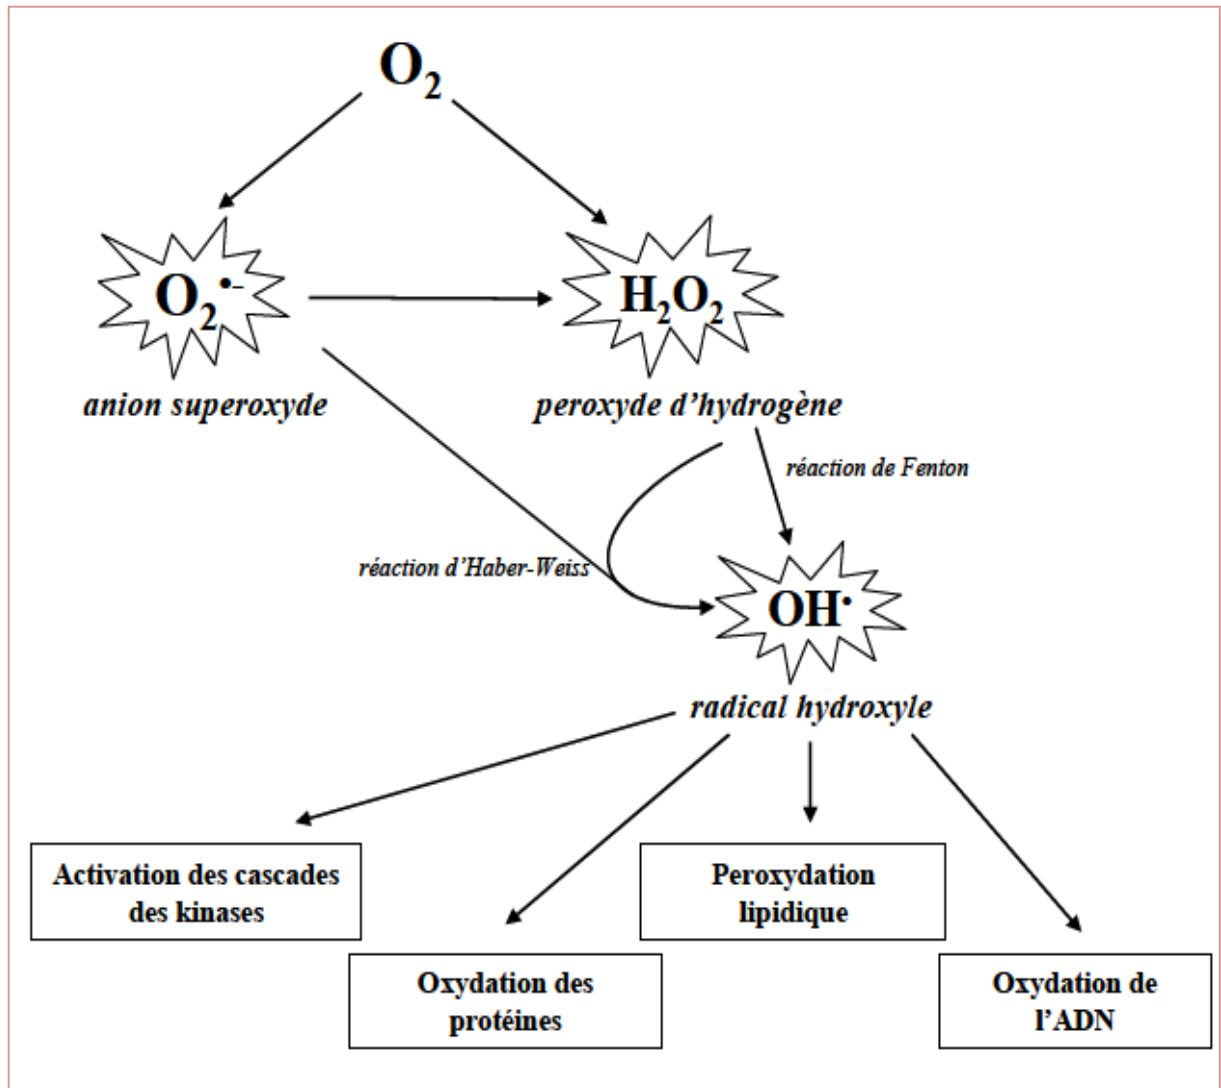 O₂
O₂•–
H₂O₂
anion superoxyde
peroxyde d’hydrogène
réaction de Fenton
réaction d’Haber-Weiss
OH•
radical hydroxyle
Activation des cascades
des kinases
Peroxydation
lipidique
Oxydation des
protéines
Oxydation de
l’ADN